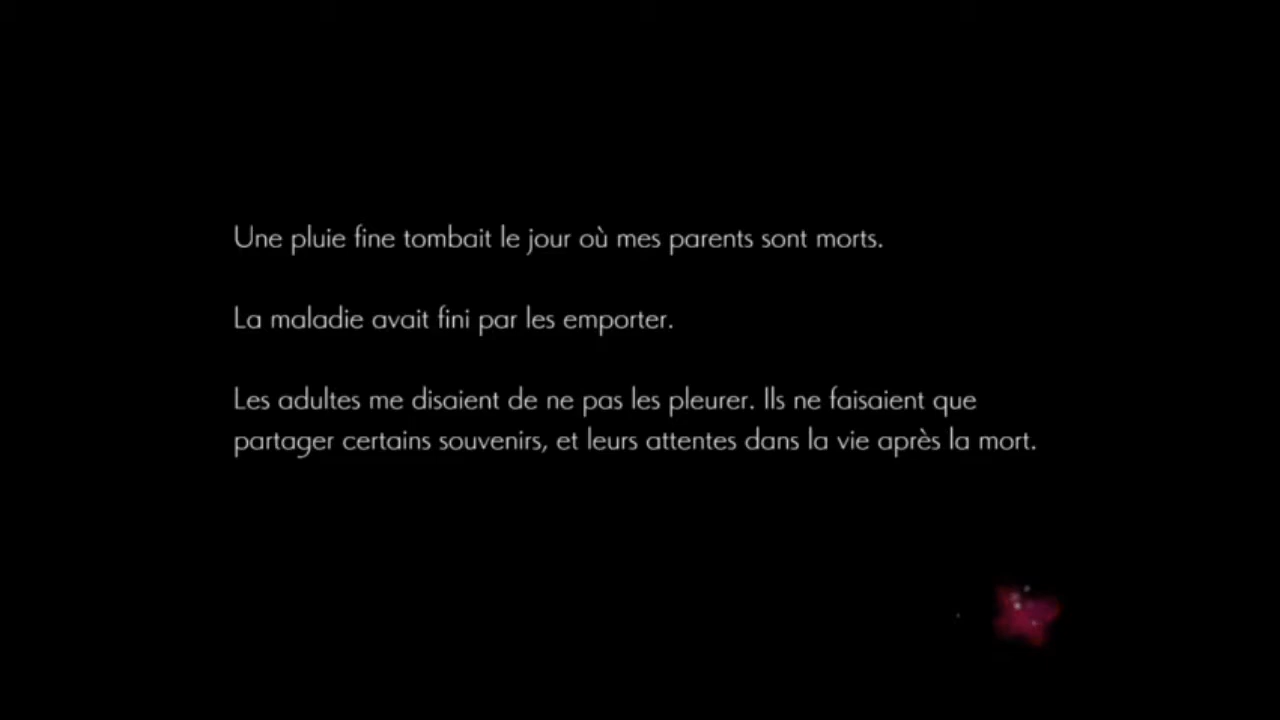 Une pluie fine tombait le jour où mes parents sont morts.
La maladie avait fini par les emporter.
Les adultes me disaient de ne pas les pleurer. Ils ne faisaient que
partager certains souvenirs, et leurs attentes dans la vie après la mort.